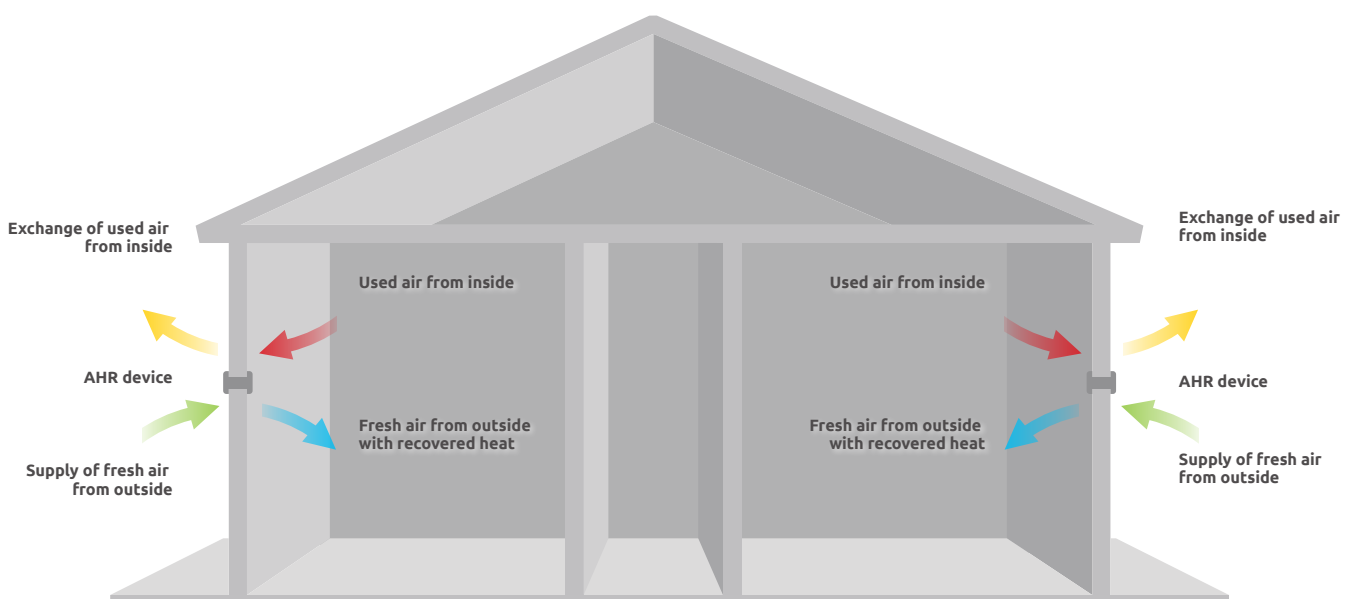 Exchange of used air
from inside
Exchange of used air
from inside
Used air from inside
Used air from inside
AHR device
AHR device
Fresh air from outside
with recovered heat
Fresh air from outside
with recovered heat
Supply of fresh air
from outside
Supply of fresh air
from outside